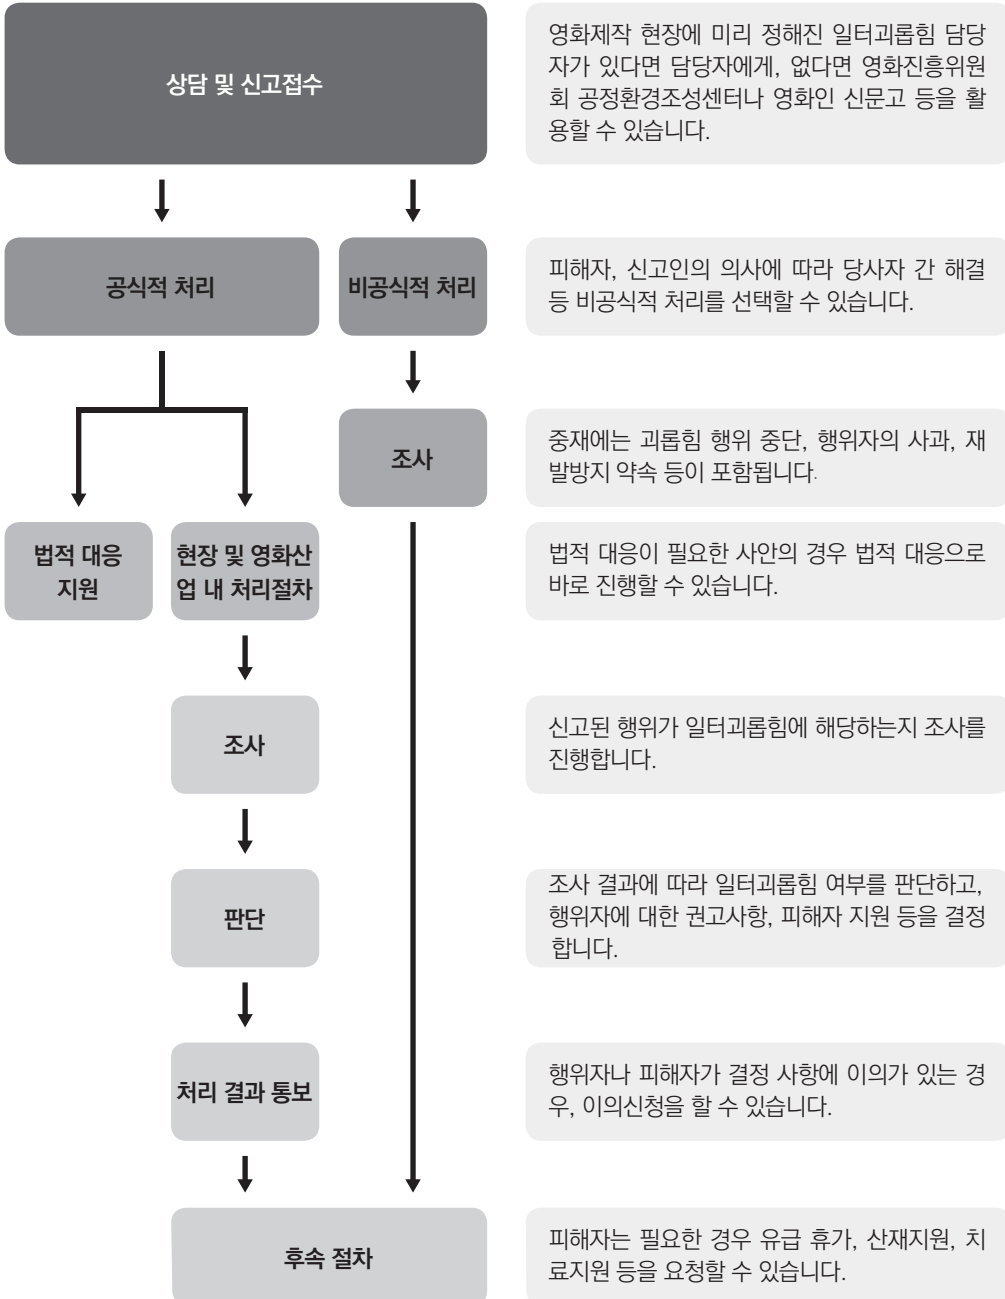 상담 및 신고접수
영화제작 현장에 미리 정해진 일터괴롭힘 담당
자가 있다면 담당자에게, 없다면 영화진흥위원
회 공정환경조성센터나 영화인 신문고 등을 활
용할 수 있습니다.
공식적 처리
비공식적 처리
피해자, 신고인의 의사에 따라 당사자 간 해결
등 비공식적 처리를 선택할 수 있습니다.
조사
중재에는 괴롭힘 행위 중단, 행위자의 사과, 재
발방지 약속 등이 포함됩니다.
법적 대응
지원
현장 및 영화산
업 내 처리절차
법적 대응이 필요한 사안의 경우 법적 대응으로
바로 진행할 수 있습니다.
조사
신고된 행위가 일터괴롭힘에 해당하는지 조사를
진행합니다.
판단
조사 결과에 따라 일터괴롭힘 여부를 판단하고,
행위자에 대한 권고사항, 피해자 지원 등을 결정
합니다.
처리 결과 통보
행위자나 피해자가 결정 사항에 이의가 있는 경
우, 이의신청을 할 수 있습니다.
후속 절차
피해자는 필요한 경우 유급 휴가, 산재지원, 치
료지원 등을 요청할 수 있습니다.